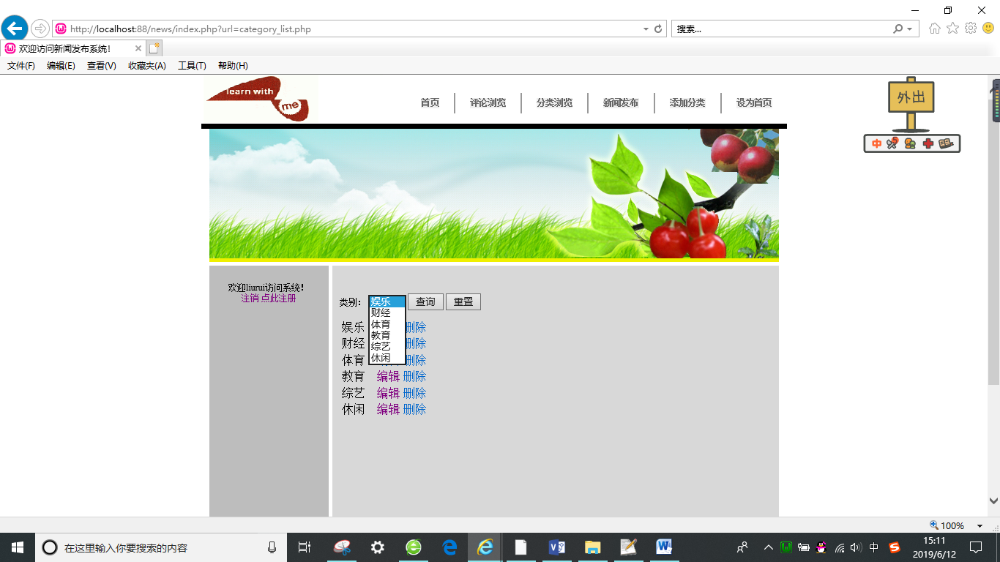 http://localhost:88/news/index.php?url=category_list.php
搜索...
欢迎访问新闻发布系统!
文件(F) 编辑(E) 查看(V) 收藏夹(A) 工具(T) 帮助(H)
learn with
me
首页 评论浏览 分类浏览 新闻发布 添加分类 设为首页
外出
中 5
欢迎liurui访问系统!
注销 点此注册
类别: 娱乐 查询 重置
财经
体育
教育
综艺
休闲
娱乐 删除
财经 删除
体育 删除
教育 编辑 删除
综艺 编辑 删除
休闲 编辑 删除
100%
在这里输入你要搜索的内容
中
15:11
2019/6/12